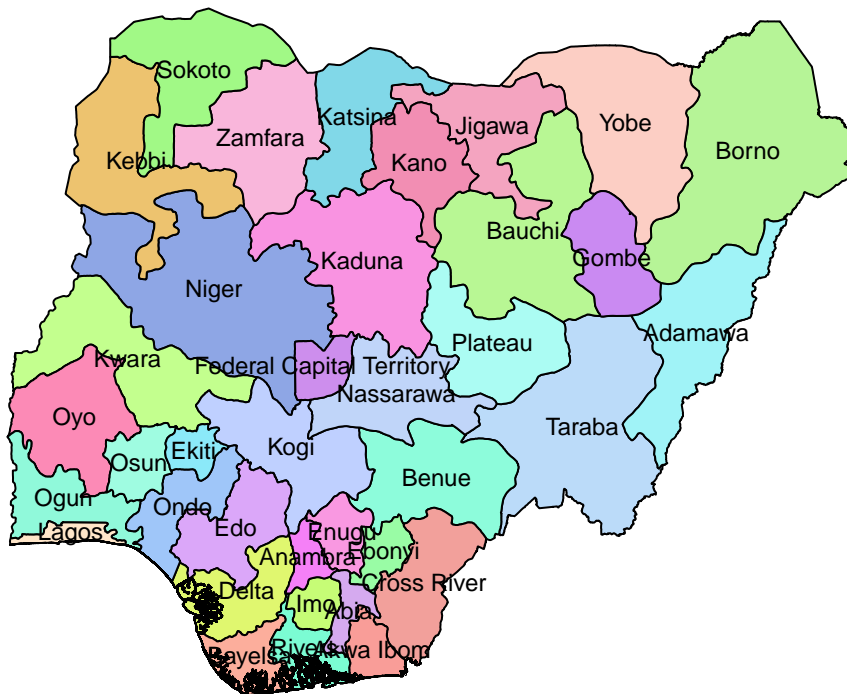 Sokoto
Katsina
Zamfara
Jigawa
Yobe
Borno
Kebbi
Kano
Bauchi
Gombe
Kaduna
Niger
Adamawa
Plateau
Kwara
Federal Capital Territory
Nassarawa
Oyo
Taraba
Kogi
Ekiti
Osun
Benue
Ogun
Ondo
Edo
Lagos
Enugu
Ebonyi
Anambra
Cross River
Delta
Imo
Abia
Rivers
Akwa Ibom
Bayelsa